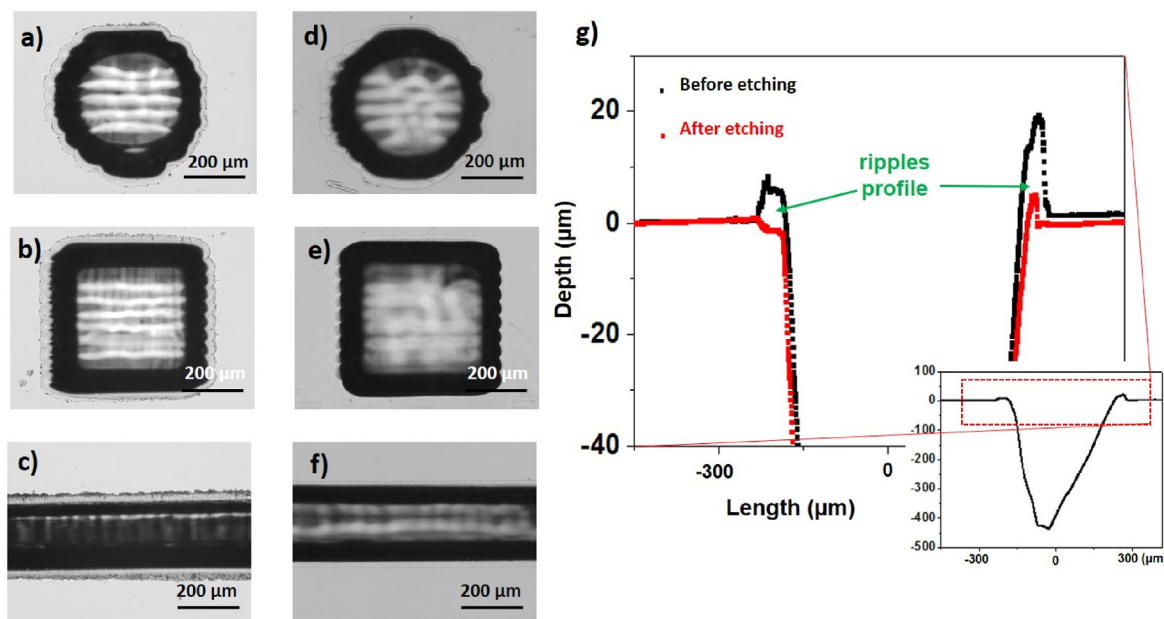 a)
200 µm
d)
200 µm
b)
200 µm
e)
200 µm
c)
200 µm
f)
200 µm
g)
Before etching
After etching
ripples
profile
20
0
-20
-40
Depth (µm)
-300
0
Length (µm)
100
0
-100
-200
-300
-400
-500
-300
0
300 (µm)